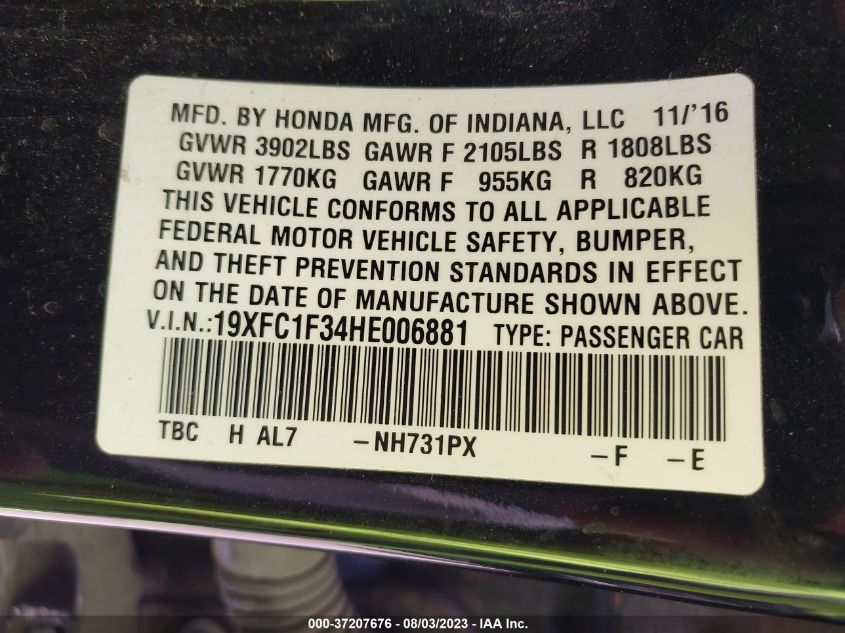 MFD. BY HONDA MFG. OF INDIANA, LLC 11/'16
GVWR 3902LBS GAWR F 2105LBS R 1808LBS
GVWR 1770KG GAWR F 955KG R 820KG
THIS VEHICLE CONFORMS TO ALL APPLICABLE
FEDERAL MOTOR VEHICLE SAFETY, BUMPER,
AND THEFT PREVENTION STANDARDS IN EFFECT
ON THE DATE OF MANUFACTURE SHOWN ABOVE.
V.I.N.:19XFC1F34HE006881 TYPE: PASSENGER CAR
TBC H AL7 -NH731PX -F -E
000-37207676 - 08/03/2023 - IAA Inc.